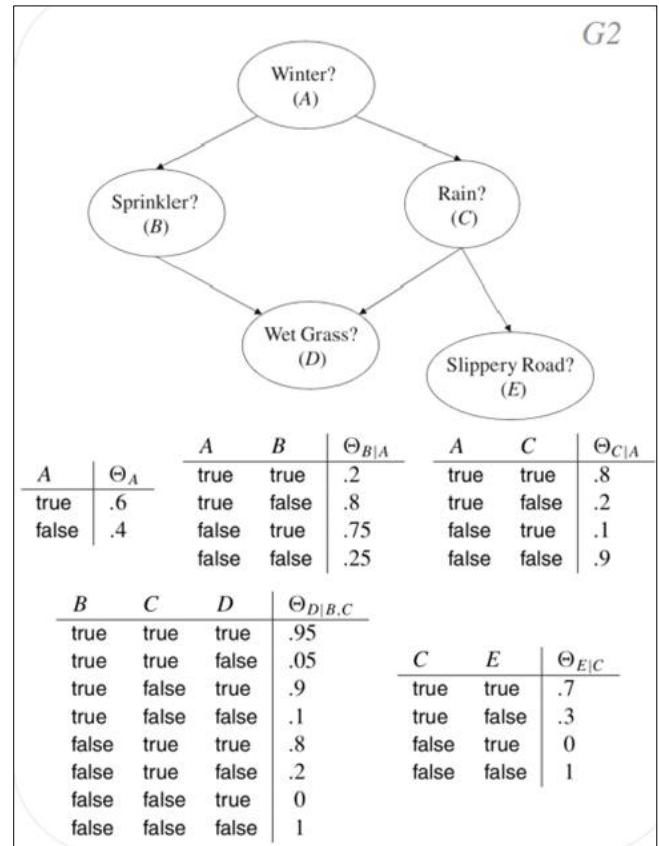 G2
Winter?
(A)
Sprinkler?
(B)
Rain?
(C)
Wet Grass?
(D)
Slippery Road?
(E)
A Θ_A
true .6
false .4
A B Θ_{B|A}
true true .2
true false .8
false true .75
false false .25
A C Θ_{C|A}
true true .8
true false .2
false true .1
false false .9
B C D Θ_{D|B,C}
true true true .95
true true false .05
true false true .9
true false false .1
false true true .8
false true false .2
false false true 0
false false false 1
C E Θ_{E|C}
true true .7
true false .3
false true 0
false false 1